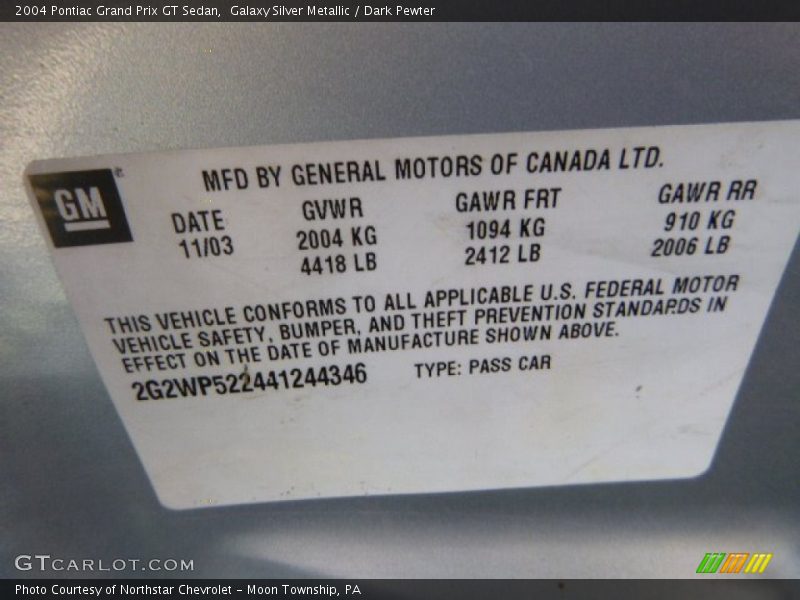 2004 Pontiac Grand Prix GT Sedan,  Galaxy Silver Metallic / Dark Pewter
GM
MFD BY GENERAL MOTORS OF CANADA LTD.
DATE GVWR GAWR FRT GAWR RR
11/03 2004 KG 1094 KG 910 KG
4418 LB 2412 LB 2006 LB
THIS VEHICLE CONFORMS TO ALL APPLICABLE U.S. FEDERAL MOTOR
VEHICLE SAFETY, BUMPER, AND THEFT PREVENTION STANDARDS IN
EFFECT ON THE DATE OF MANUFACTURE SHOWN ABOVE.
2G2WP522441244346 TYPE: PASS CAR
GTCARLOT.COM
Photo Courtesy of Northstar Chevrolet - Moon Township, PA